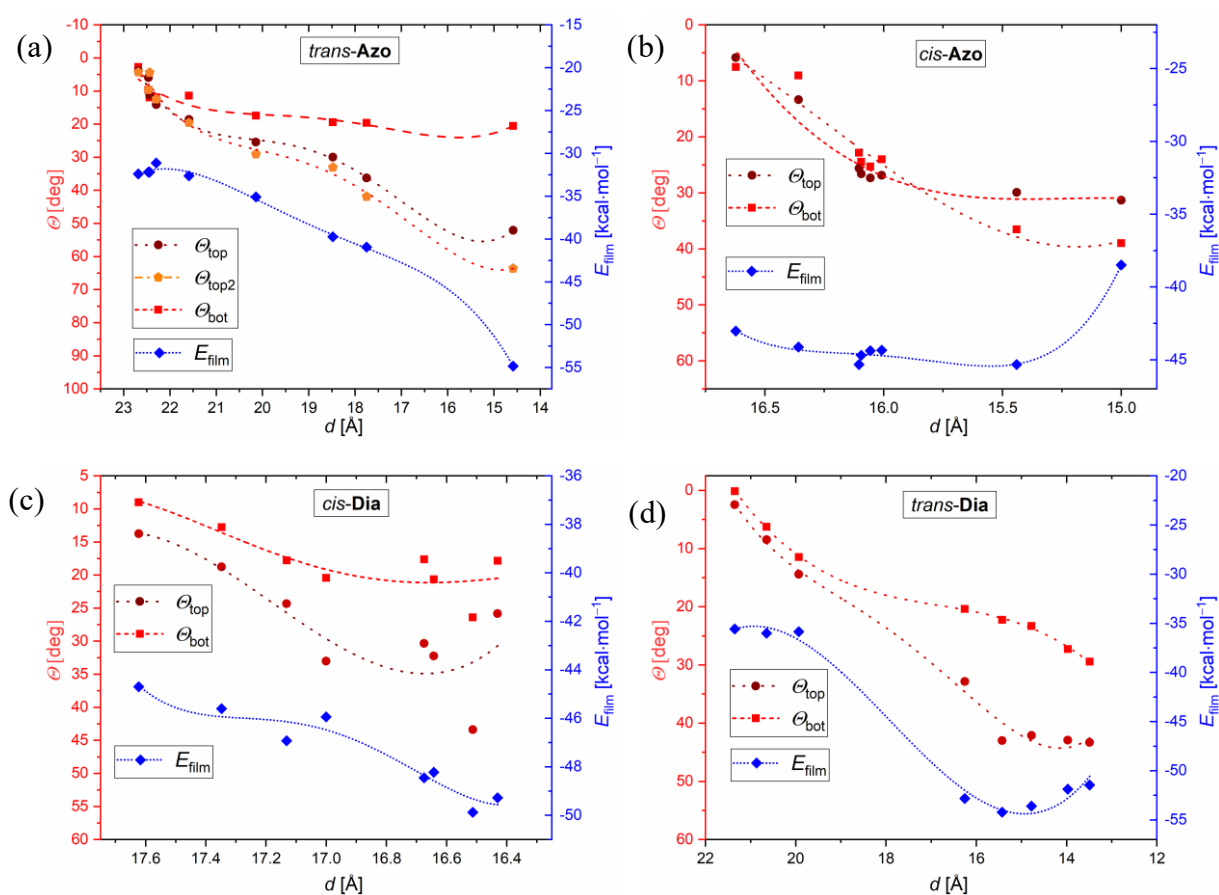 (a)
trans-Azo
-10
0
10
20
30
40
50
60
70
80
90
100
Θ [deg]
Θtop
Θtop2
Θbot
Efilm
-15
-20
-25
-30
-35
-40
-45
-50
-55
Efilm [kcal·mol−1]
23 22 21 20 19 18 17 16 15 14
d [Å]
(b)
cis-Azo
0
10
20
30
40
50
60
Θ [deg]
Θtop
Θbot
Efilm
-25
-30
-35
-40
-45
Efilm [kcal·mol−1]
16.5 16.0 15.5 15.0
d [Å]
(c)
cis-Dia
5
10
15
20
25
30
35
40
45
50
55
60
Θ [deg]
Θtop
Θbot
Efilm
-36
-38
-40
-42
-44
-46
-48
-50
Efilm [kcal·mol−1]
17.6 17.4 17.2 17.0 16.8 16.6 16.4
d [Å]
(d)
trans-Dia
0
10
20
30
40
50
60
Θ [deg]
Θtop
Θbot
Efilm
-20
-25
-30
-35
-40
-45
-50
-55
Efilm [kcal·mol−1]
22 20 18 16 14 12
d [Å]